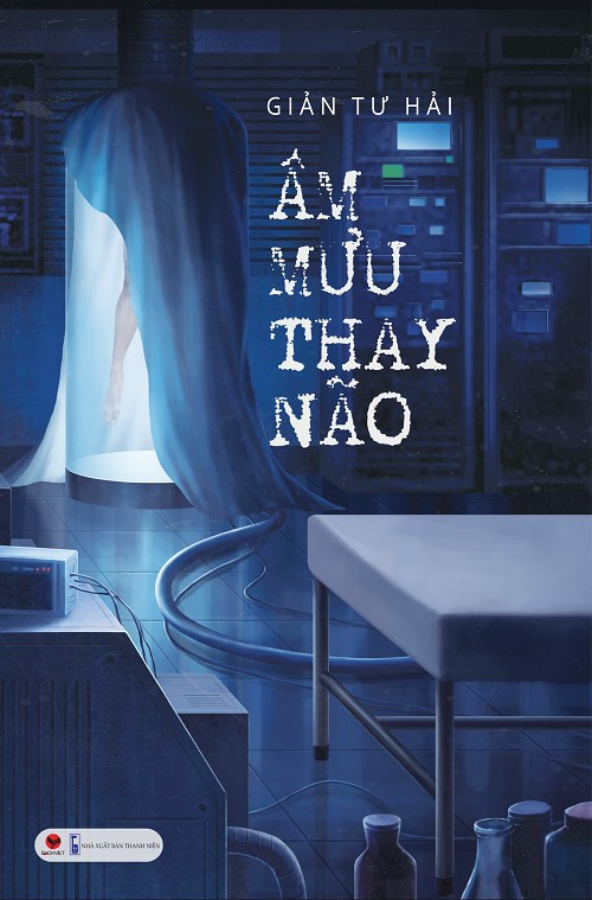 GIẢN TƯ HẢI
ÂM
MƯU
THAY
NÃO
NHÀ XUẤT BẢN THANH NIÊN